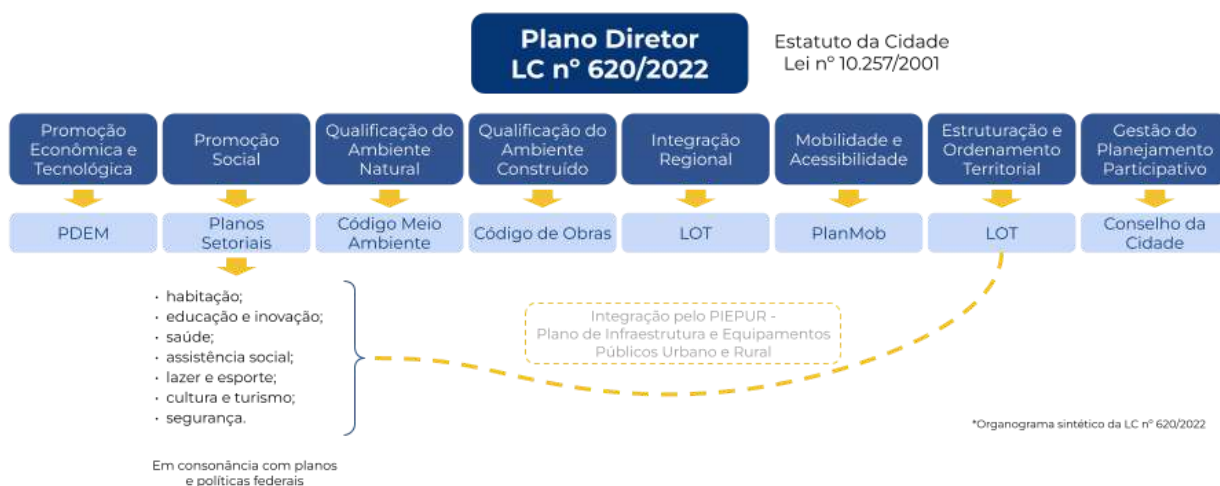 Plano Diretor
LC nº 620/2022
Estatuto da Cidade
Lei nº 10.257/2001
Promoção
Econômica e
Tecnológica
Promoção
Social
Qualificação do
Ambiente
Natural
Qualificação do
Ambiente
Construído
Integração
Regional
Mobilidade e
Acessibilidade
Estruturação e
Ordenamento
Territorial
Gestão do
Planejamento
Participativo
PDEM
Planos
Setoriais
Código Meio
Ambiente
Código de Obras
LOT
PlanMob
LOT
Conselho da
Cidade
• habitação;
• educação e inovação;
• saúde;
• assistência social;
• lazer e esporte;
• cultura e turismo;
• segurança.
Integração pelo PIEPUR -
Plano de Infraestrutura e Equipamentos
Públicos Urbano e Rural
*Organograma sintético da LC nº 620/2022
Em consonância com planos
e políticas federais